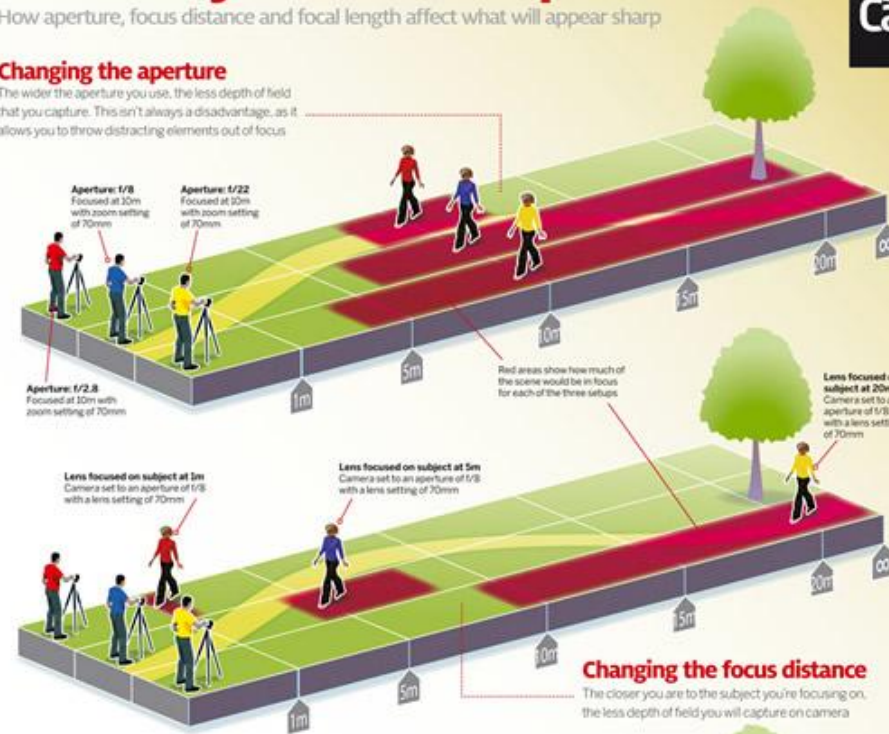 How aperture, focus distance and focal length affect what will appear sharp
Ca
Changing the aperture
The wider the aperture you use, the less depth of field
that you capture. This isn't always a disadvantage, as it
allows you to throw distracting elements out of focus
Aperture: f/8
Focused at 10m
with zoom setting
of 70mm
Aperture: f/22
Focused at 10m
with zoom setting
of 70mm
Aperture: f/2.8
Focused at 10m with
zoom setting of 70mm
1m
5m
10m
15m
20m
∞
Red areas show how much of
the scene would be in focus
for each of the three setups
Lens focused on subject at 1m
Camera set to an aperture of f/8
with a lens setting of 70mm
Lens focused on subject at 5m
Camera set to an aperture of f/8
with a lens setting of 70mm
Lens focused
subject at 20m
Camera set to a
aperture of f/8
with a lens sett
of 70mm
1m
5m
10m
15m
20m
∞
Changing the focus distance
The closer you are to the subject you're focusing on,
the less depth of field you will capture on camera